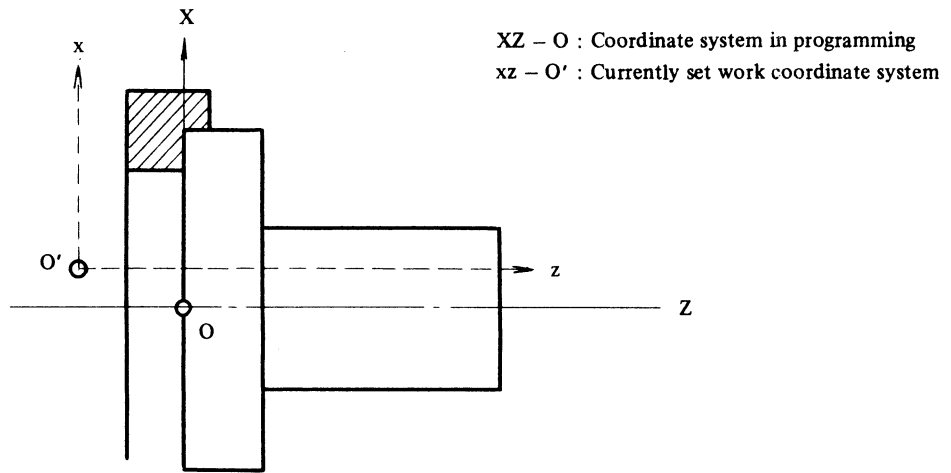 XZ – O : Coordinate system in programming
xz – O′ : Currently set work coordinate system
X
x
O′
z
O
Z